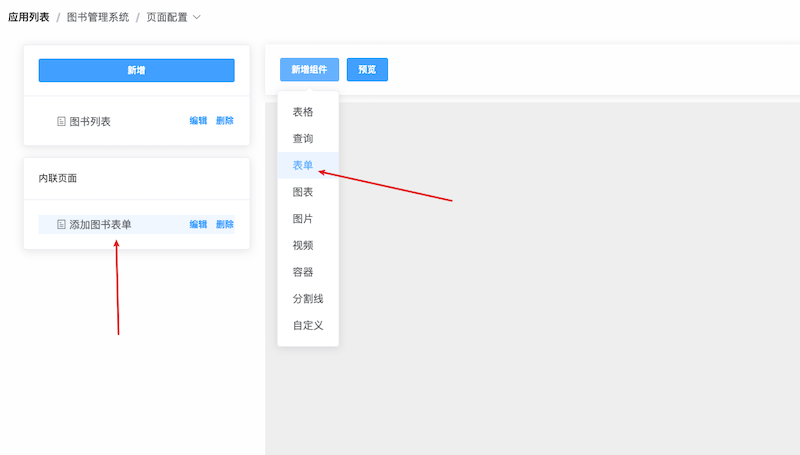 应用列表 / 图书管理系统 / 页面配置
新增
图书列表 编辑 删除
内联页面
添加图书表单 编辑 删除
新增组件 预览
表格
查询
表单
图表
图片
视频
容器
分割线
自定义